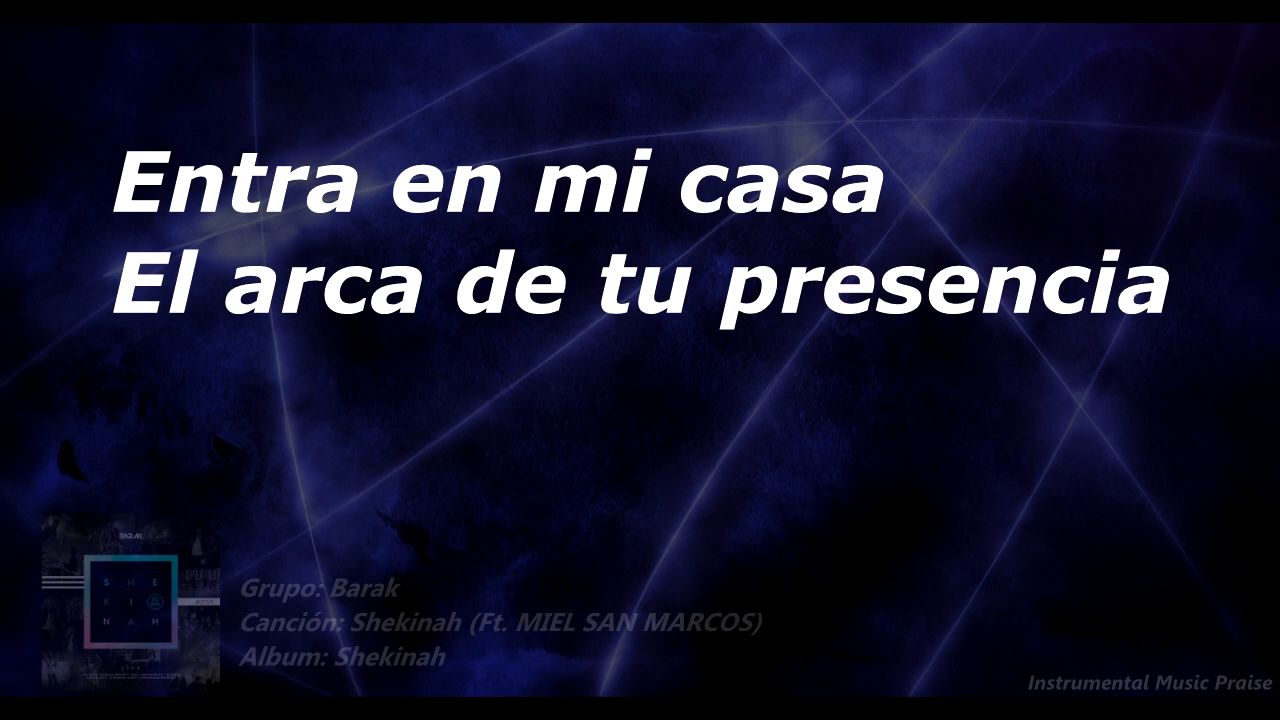 Entra en mi casa
El arca de tu presencia
BARAK
S H E
K I
N A H
Grupo: Barak
Canción: Shekinah (Ft. MIEL SAN MARCOS)
Album: Shekinah
Instrumental Music Praise